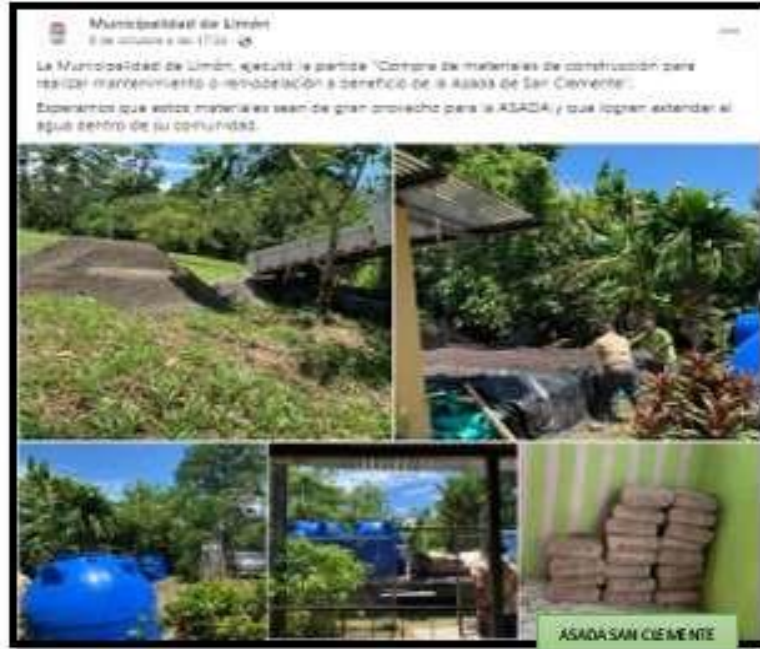 Municipalidad de Limón
La Municipalidad de Limón, ejecutó la partida "Compra de materiales de construcción para
realizar mantenimiento o remodelación a beneficio de la Asada de San Clemente".
Esperamos que estos materiales sean de gran provecho para la ASADA y que logren extender el
agua dentro de su comunidad.
ASADA SAN CLEMENTE